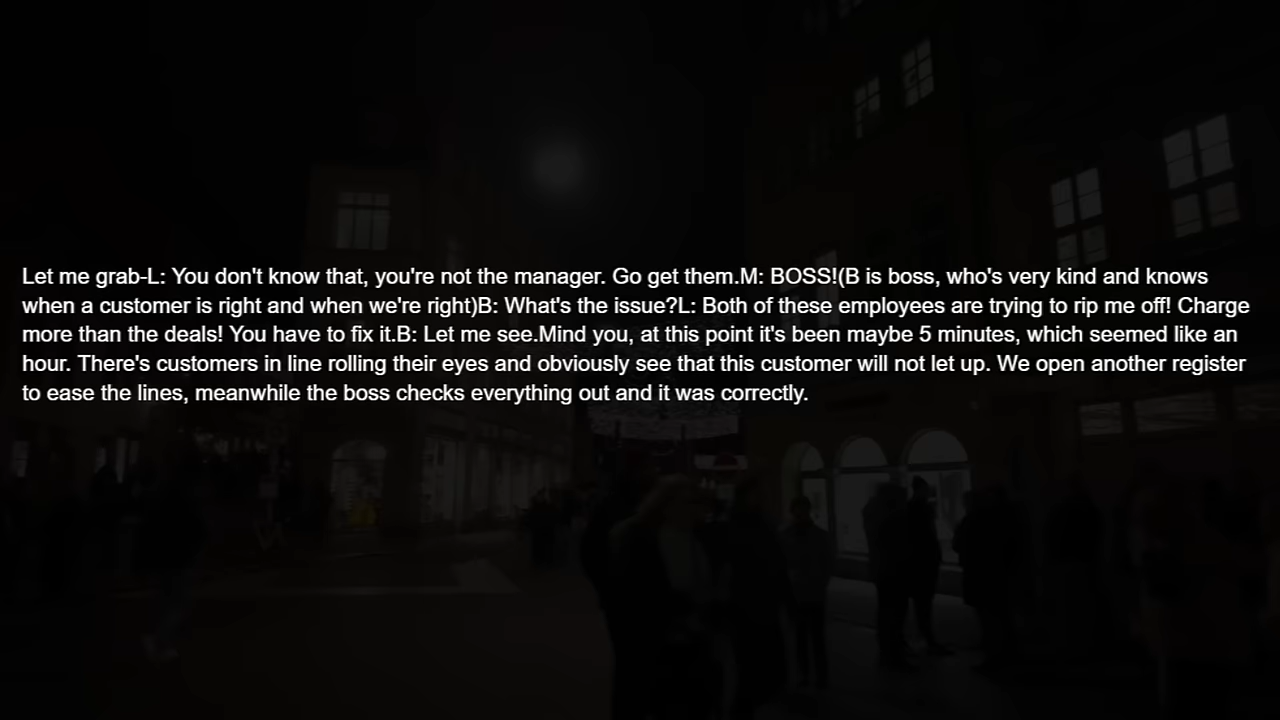 Let me grab-L: You don't know that, you're not the manager. Go get them.M: BOSS!(B is boss, who's very kind and knows
when a customer is right and when we're right)B: What's the issue?L: Both of these employees are trying to rip me off! Charge
more than the deals! You have to fix it.B: Let me see.Mind you, at this point it's been maybe 5 minutes, which seemed like an
hour. There's customers in line rolling their eyes and obviously see that this customer will not let up. We open another register
to ease the lines, meanwhile the boss checks everything out and it was correctly.